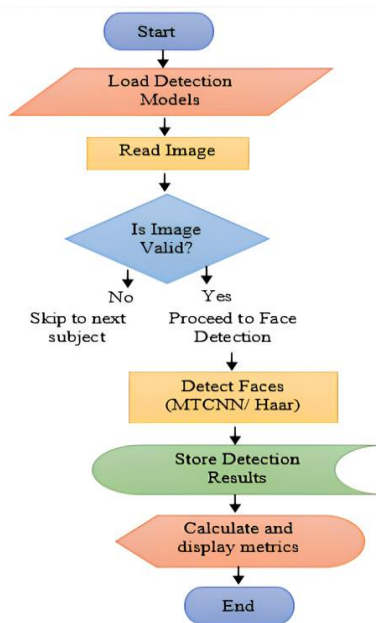 Start
Load Detection
Models
Read Image
Is Image
Valid?
No
Yes
Skip to next
subject
Proceed to Face
Detection
Detect Faces
(MTCNN/ Haar)
Store Detection
Results
Calculate and
display metrics
End